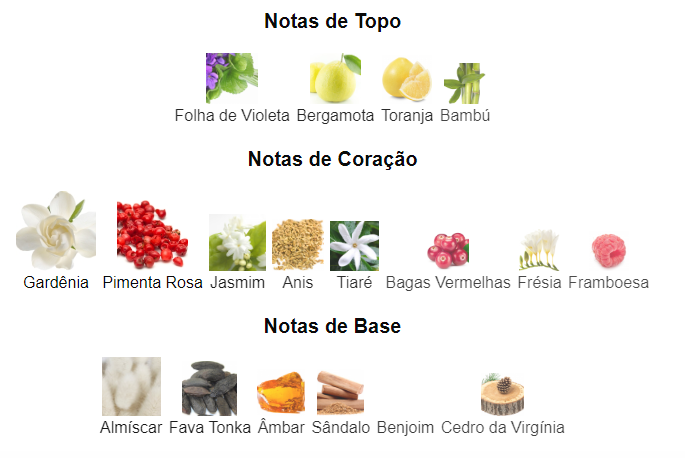 Notas de Topo
Folha de Violeta Bergamota Toranja Bambú
Notas de Coração
Gardênia Pimenta Rosa Jasmim Anis Tiaré Bagas Vermelhas Frésia Framboesa
Notas de Base
Almíscar Fava Tonka Âmbar Sândalo Benjoim Cedro da Virgínia